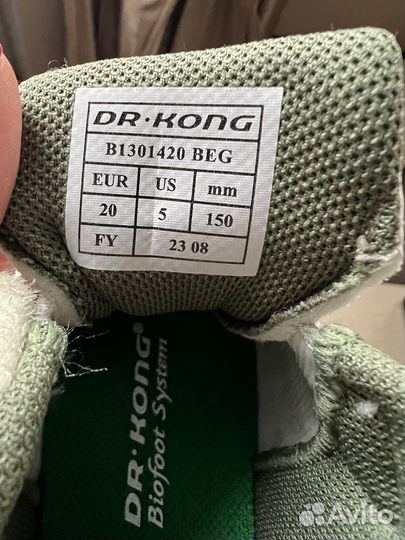 DR·KONG
B1301420 BEG
EUR US mm
20 5 150
FY 23 08
DR·KONG®
Biofoot System
Avito